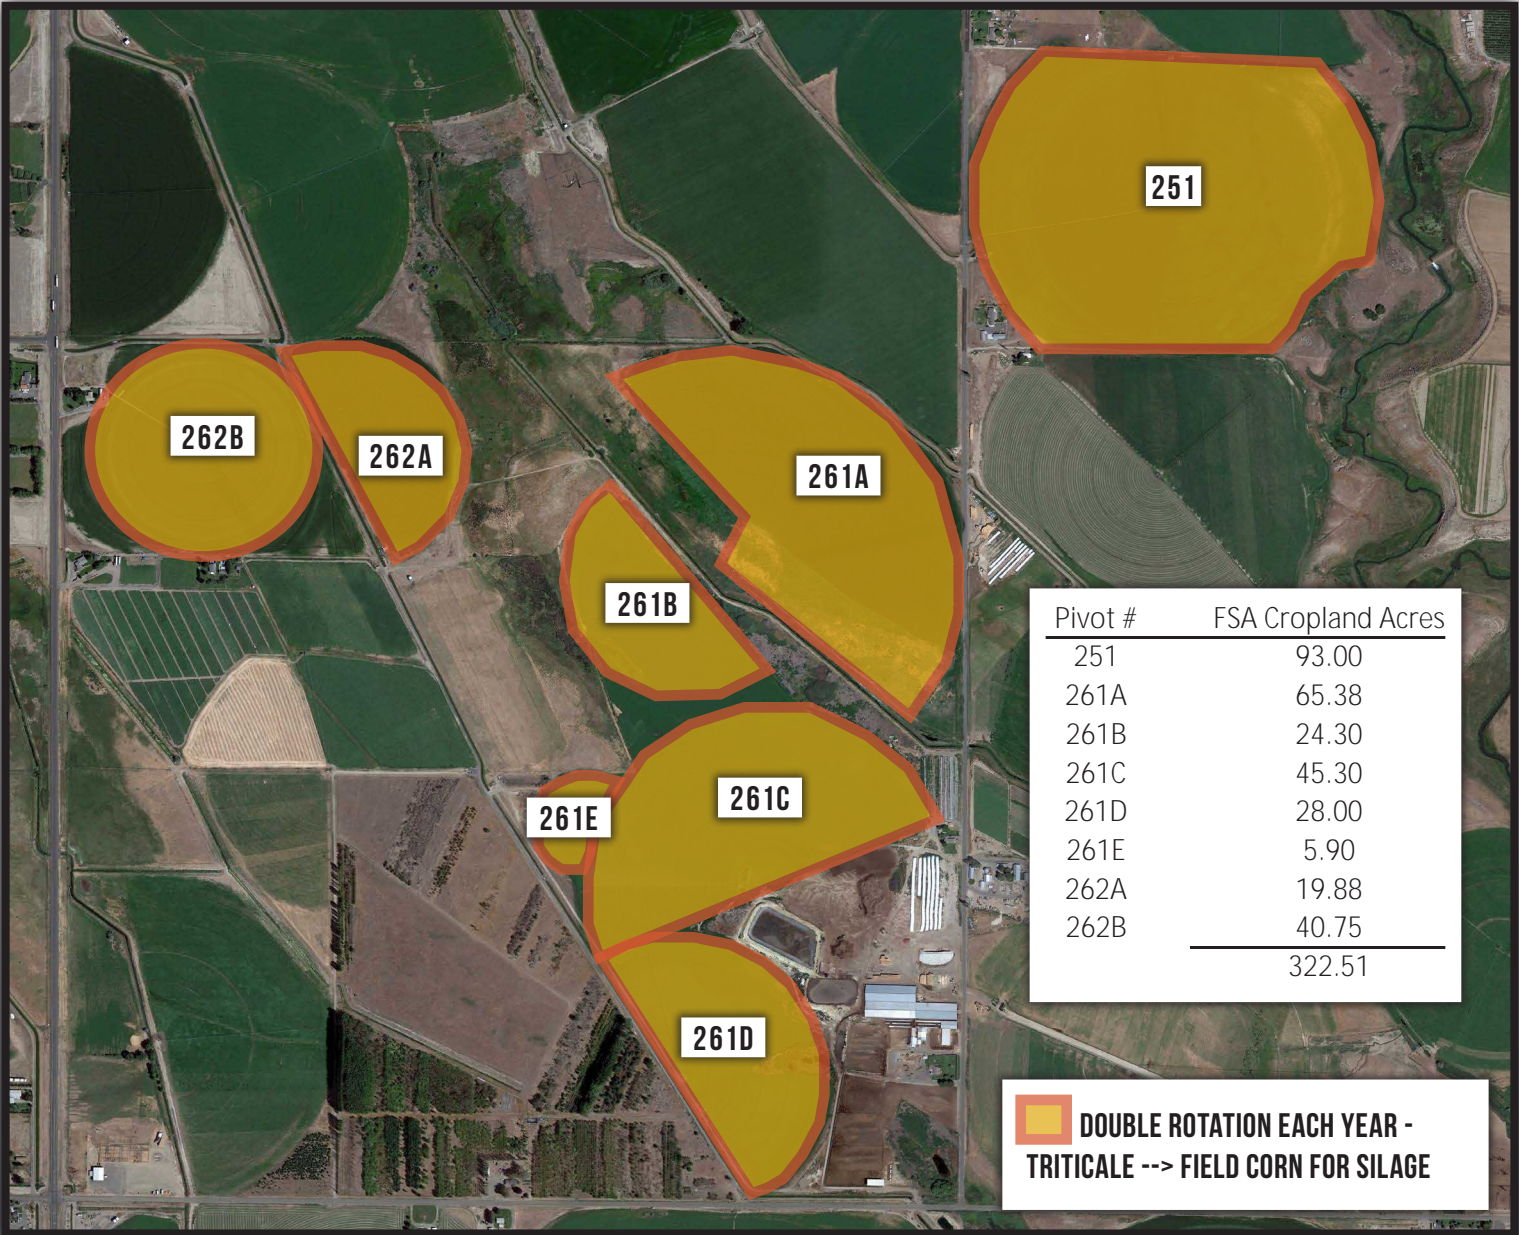 251
262B
262A
261A
261B
261C
261E
261D
Pivot # FSA Cropland Acres
251 93.00
261A 65.38
261B 24.30
261C 45.30
261D 28.00
261E 5.90
262A 19.88
262B 40.75
322.51
DOUBLE ROTATION EACH YEAR -
TRITICALE --> FIELD CORN FOR SILAGE